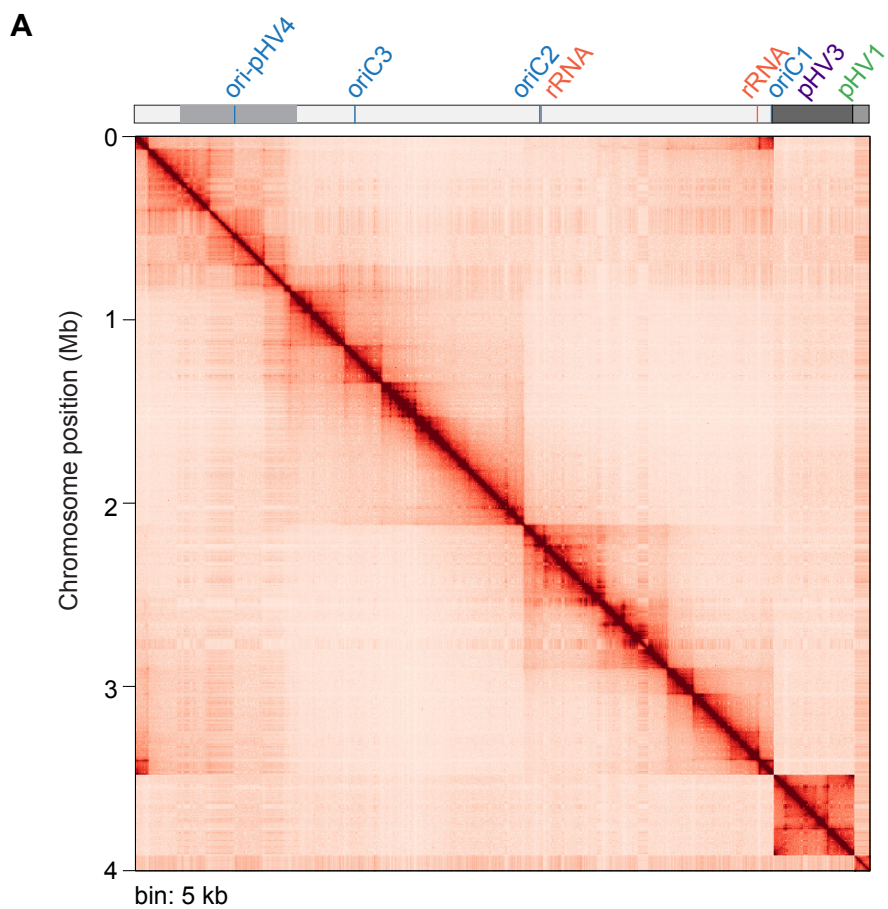 A
ori-pHV4
oriC3
oriC2
rRNA
rRNA
oriC1
pHV3
pHV1
Chromosome position (Mb)
0
1
2
3
4
bin: 5 kb